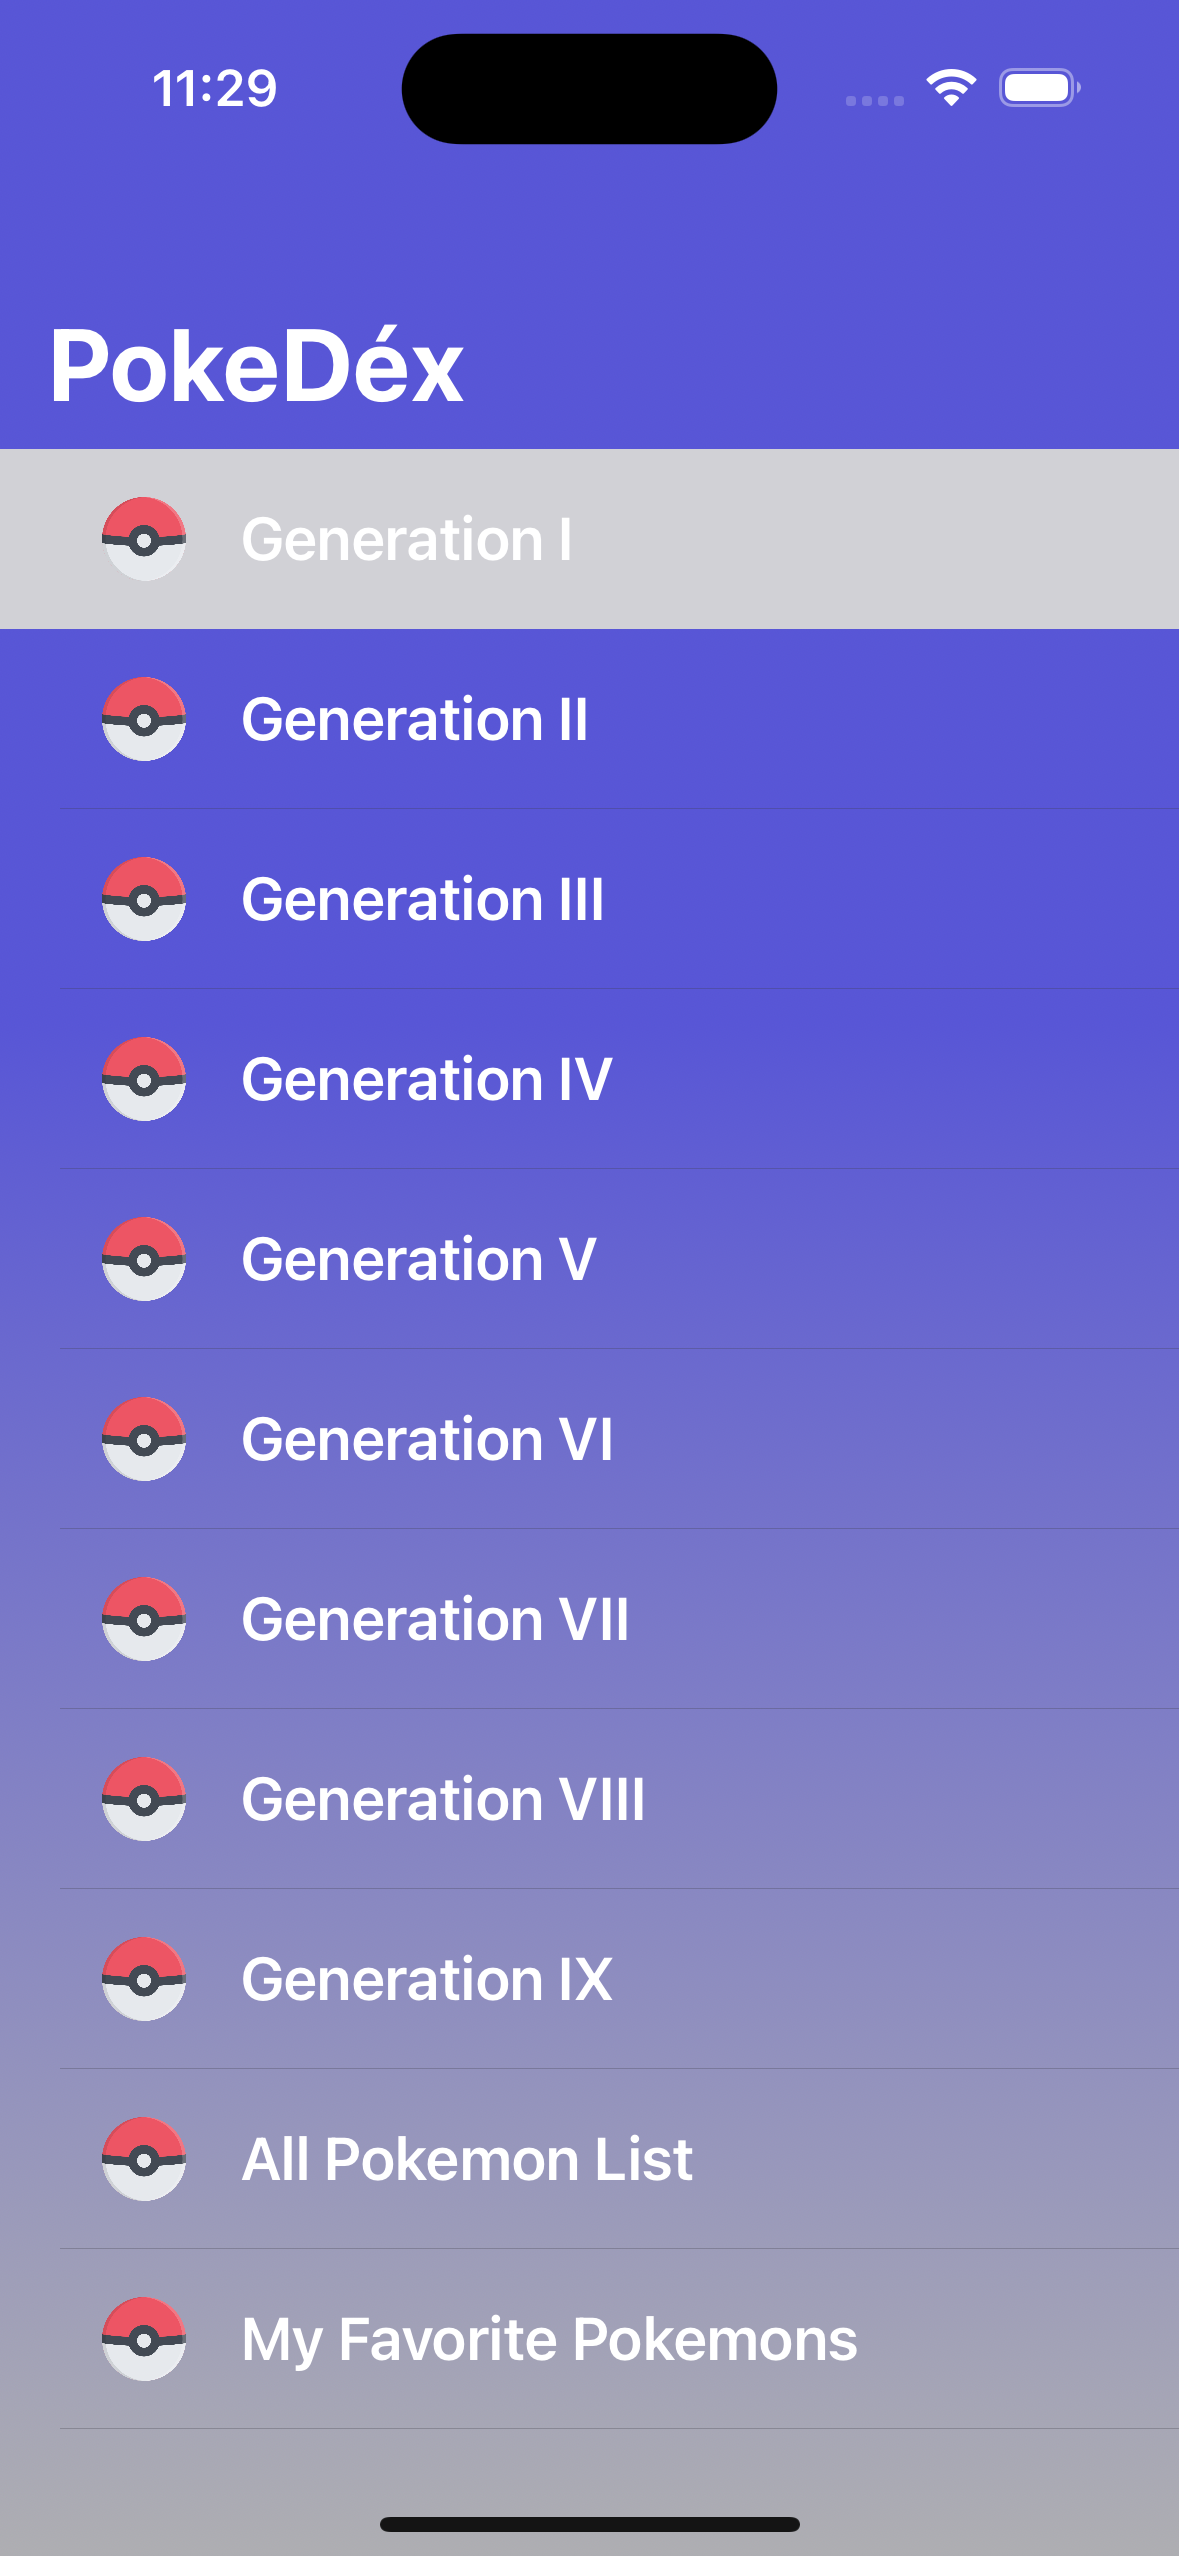 11:29
PokeDéx
Generation I
Generation II
Generation III
Generation IV
Generation V
Generation VI
Generation VII
Generation VIII
Generation IX
All Pokemon List
My Favorite Pokemons